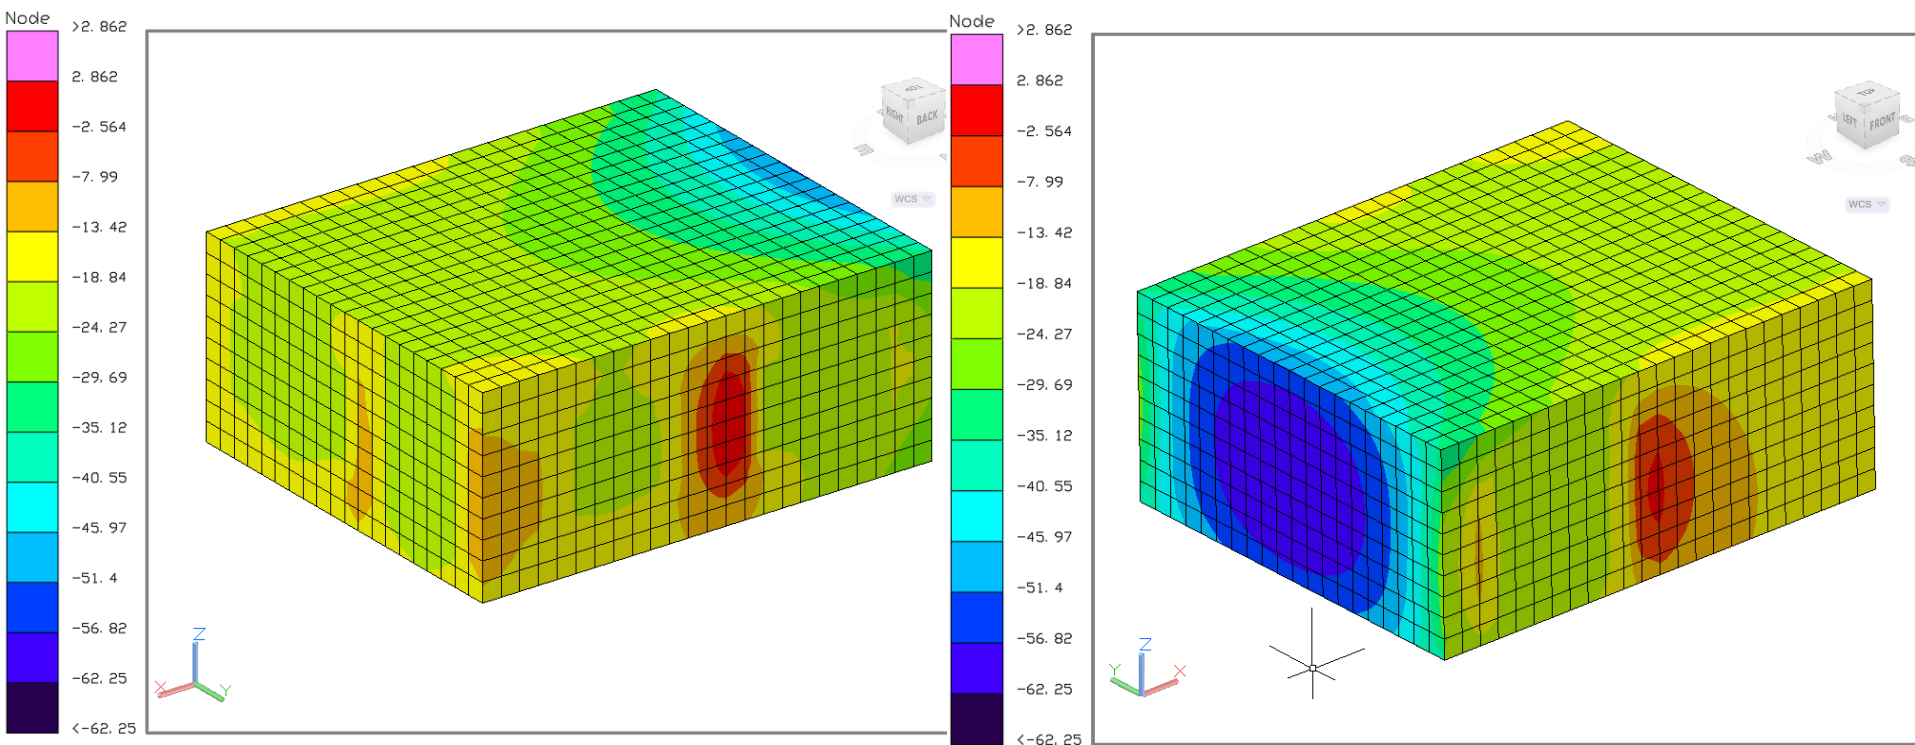 Node
>2.862
2.862
-2.564
-7.99
-13.42
-18.84
-24.27
-29.69
-35.12
-40.55
-45.97
-51.4
-56.82
-62.25
<-62.25
TOP
RIGHT
BACK
E
WCS
Z
X
Y
Node
>2.862
2.862
-2.564
-7.99
-13.42
-18.84
-24.27
-29.69
-35.12
-40.55
-45.97
-51.4
-56.82
-62.25
<-62.25
TOP
LEFT
FRONT
W
S
WCS
Z
Y
X